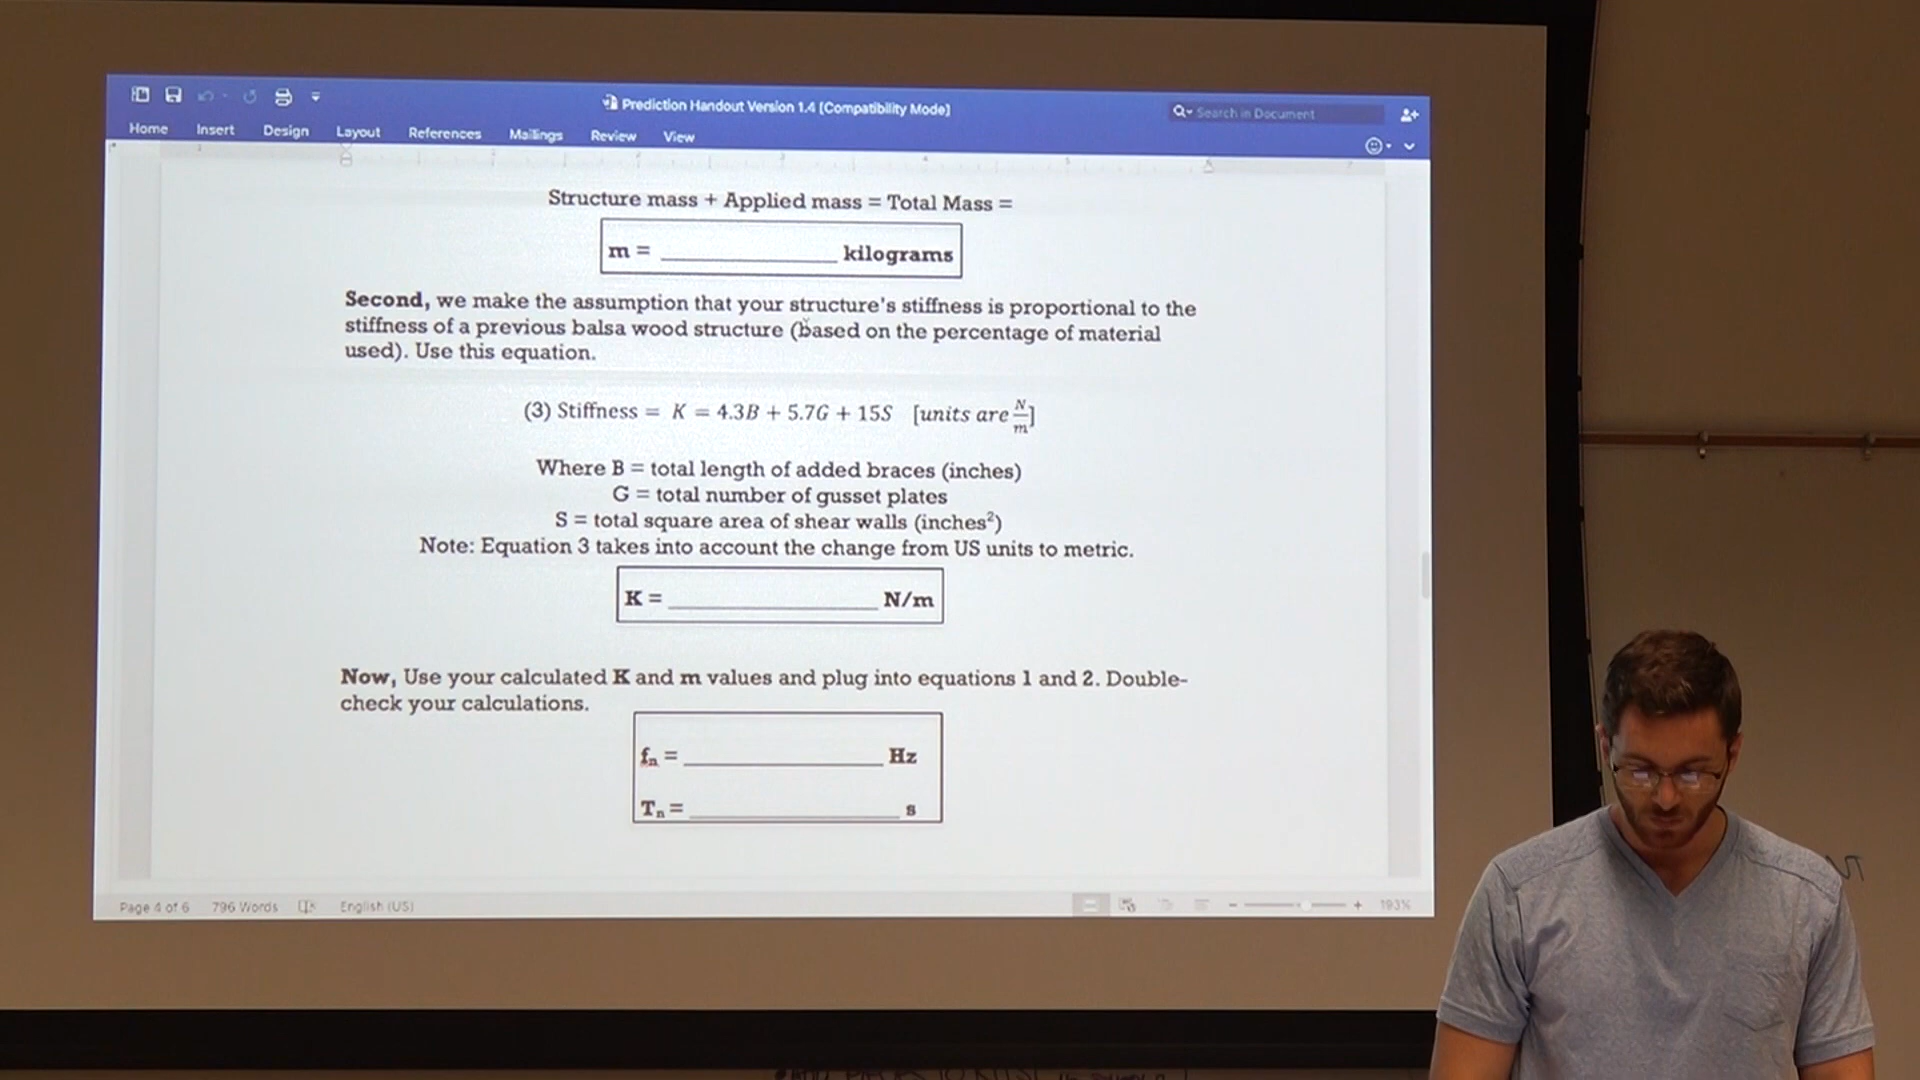 Prediction Handout Version 1.4 [Compatibility Mode]
Search in Document
Home Insert Design Layout References Mailings Review View
Structure mass + Applied mass = Total Mass =
m = ____________ kilograms
Second, we make the assumption that your structure's stiffness is proportional to the
stiffness of a previous balsa wood structure (based on the percentage of material
used). Use this equation.
(3) Stiffness = K = 4.3B + 5.7G + 15S [units are N/m]
Where B = total length of added braces (inches)
G = total number of gusset plates
S = total square area of shear walls (inches²)
Note: Equation 3 takes into account the change from US units to metric.
K = ____________ N/m
Now, Use your calculated K and m values and plug into equations 1 and 2. Double-
check your calculations.
fn = ____________ Hz
Tn = ____________ s
Page 4 of 6 796 Words English (US) 193%